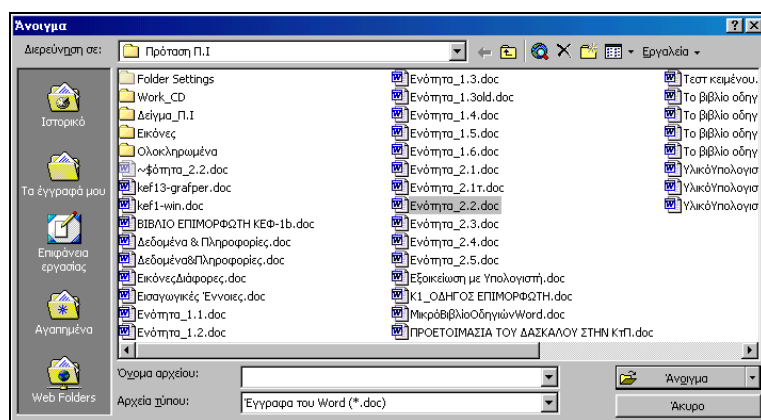 Άνοιγμα
Διερεύνηση σε:
Πρόταση Π.Ι
Εργαλεία
Ιστορικό
Τα έγγραφά μου
Επιφάνεια
εργασίας
Αγαπημένα
Web Folders
Folder Settings
Work_CD
Δείγμα_Π.Ι
Εικόνες
Ολοκληρωμένα
~$ότητα_2.2.doc
kef13-grafper.doc
kef1-win.doc
ΒΙΒΛΙΟ ΕΠΙΜΟΡΦΩΤΗ ΚΕΦ-1b.doc
Δεδομένα & Πληροφορίες.doc
Δεδομένα&Πληροφορίες.doc
ΕικόνεςΔιάφορες.doc
Εισαγωγικές Έννοιες.doc
Ενότητα_1.1.doc
Ενότητα_1.2.doc
Ενότητα_1.3.doc
Ενότητα_1.3old.doc
Ενότητα_1.4.doc
Ενότητα_1.5.doc
Ενότητα_1.6.doc
Ενότητα_2.1.doc
Ενότητα_2.1τ.doc
Ενότητα_2.2.doc
Ενότητα_2.3.doc
Ενότητα_2.4.doc
Ενότητα_2.5.doc
Εξοικείωση με Υπολογιστή.doc
Κ1_ΟΔΗΓΟΣ ΕΠΙΜΟΡΦΩΤΗ.doc
ΜικρόΒιβλίοΟδηγιώνWord.doc
ΠΡΟΕΤΟΙΜΑΣΙΑ ΤΟΥ ΔΑΣΚΑΛΟΥ ΣΤΗΝ ΚτΠ.doc
Τεστ κειμένου.
Το βιβλίο οδηγ
Το βιβλίο οδηγ
Το βιβλίο οδηγ
Το βιβλίο οδηγ
ΥλικόΥπολογισ
ΥλικόΥπολογισ
ΥλικόΥπολογισ
Όνομα αρχείου:
Άνοιγμα
Αρχεία τύπου:
Έγγραφα του Word (*.doc)
Άκυρο